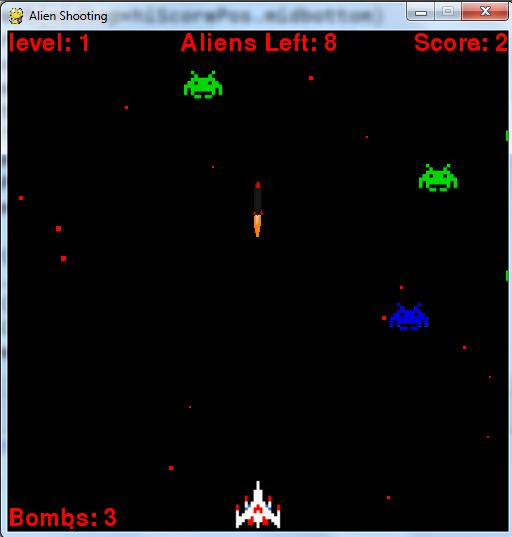 Alien Shooting
level: 1 Aliens Left: 8 Score: 2
Bombs: 3